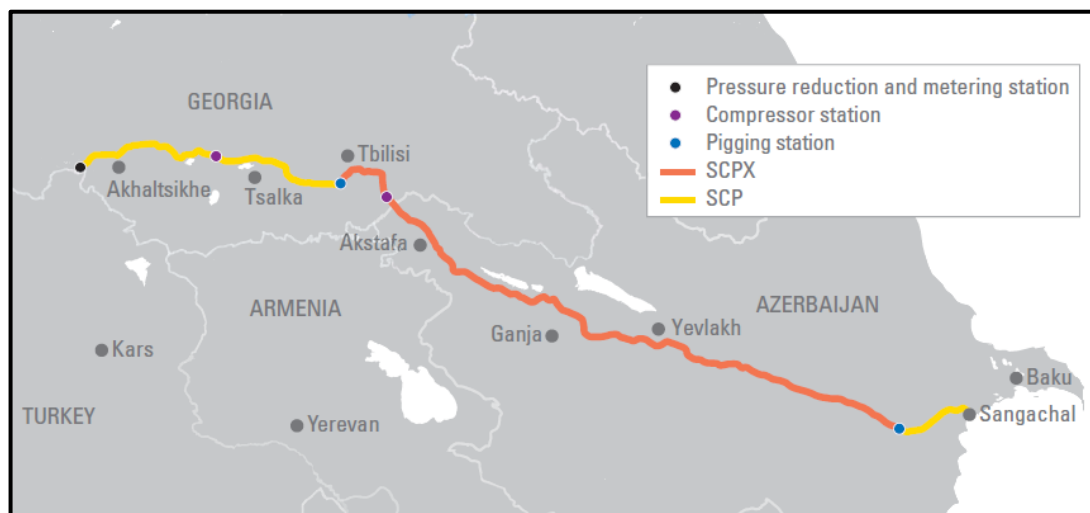 GEORGIA
Pressure reduction and metering station
Compressor station
Pigging station
SCPX
SCP
Tbilisi
Akhaltsikhe
Tsalka
Akstafa
ARMENIA
AZERBAIJAN
Ganja
Yevlakh
Kars
Baku
TURKEY
Yerevan
Sangachal